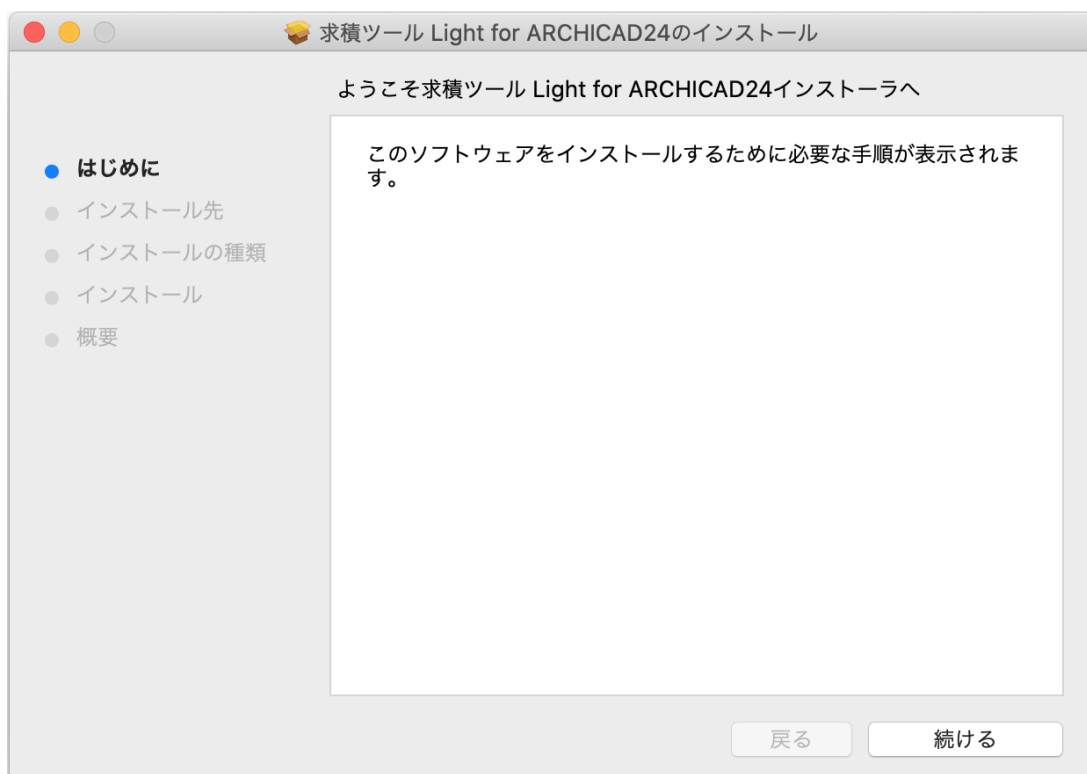 求積ツール Light for ARCHICAD24のインストール
ようこそ求積ツール Light for ARCHICAD24インストーラへ
はじめに
インストール先
インストールの種類
インストール
概要
このソフトウェアをインストールするために必要な手順が表示されま
す。
戻る
続ける